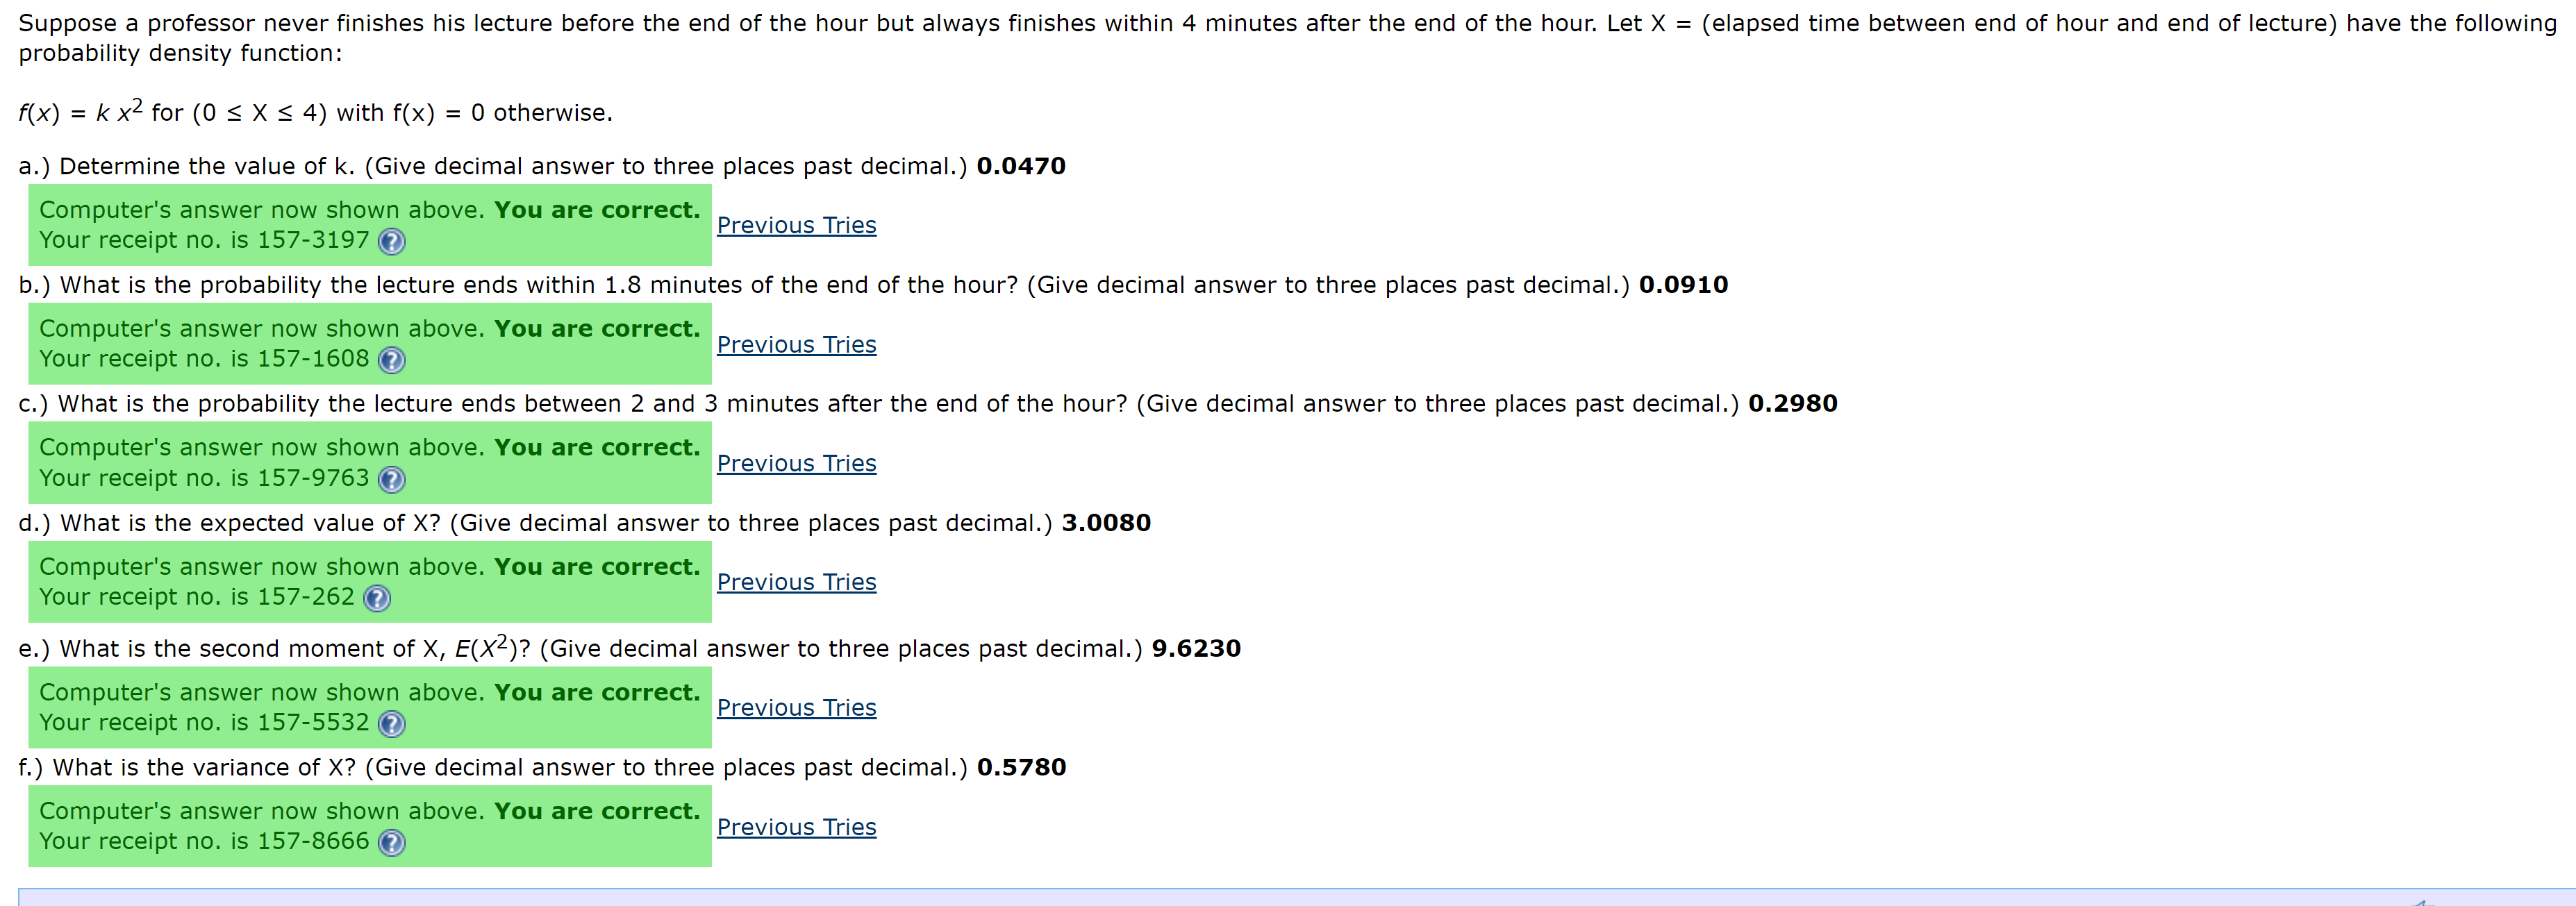 Suppose a professor never finishes his lecture before the end of the hour but always finishes within 4 minutes after the end of the hour. Let X = (elapsed time between end of hour and end of lecture) have the following
probability density function:
f(x) = k x² for (0 ≤ X ≤ 4) with f(x) = 0 otherwise.
a.) Determine the value of k. (Give decimal answer to three places past decimal.) 0.0470
Computer's answer now shown above. You are correct.
Your receipt no. is 157-3197 ?
Previous Tries
b.) What is the probability the lecture ends within 1.8 minutes of the end of the hour? (Give decimal answer to three places past decimal.) 0.0910
Computer's answer now shown above. You are correct.
Your receipt no. is 157-1608 ?
Previous Tries
c.) What is the probability the lecture ends between 2 and 3 minutes after the end of the hour? (Give decimal answer to three places past decimal.) 0.2980
Computer's answer now shown above. You are correct.
Your receipt no. is 157-9763 ?
Previous Tries
d.) What is the expected value of X? (Give decimal answer to three places past decimal.) 3.0080
Computer's answer now shown above. You are correct.
Your receipt no. is 157-262 ?
Previous Tries
e.) What is the second moment of X, E(X²)? (Give decimal answer to three places past decimal.) 9.6230
Computer's answer now shown above. You are correct.
Your receipt no. is 157-5532 ?
Previous Tries
f.) What is the variance of X? (Give decimal answer to three places past decimal.) 0.5780
Computer's answer now shown above. You are correct.
Your receipt no. is 157-8666 ?
Previous Tries